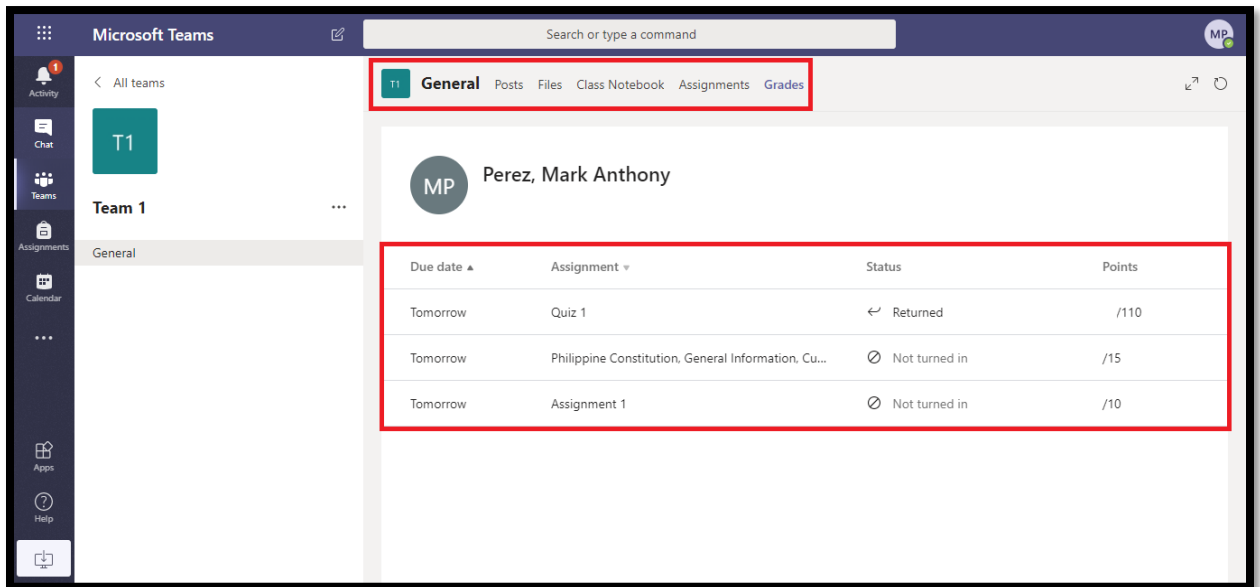 Microsoft Teams
Search or type a command
MP
1
Activity
Chat
Teams
Assignments
Calendar
Apps
Help
All teams
T1
Team 1
General
T1 General Posts Files Class Notebook Assignments Grades
MP Perez, Mark Anthony
Due date Assignment Status Points
Tomorrow Quiz 1 Returned /110
Tomorrow Philippine Constitution, General Information, Cu... Not turned in /15
Tomorrow Assignment 1 Not turned in /10